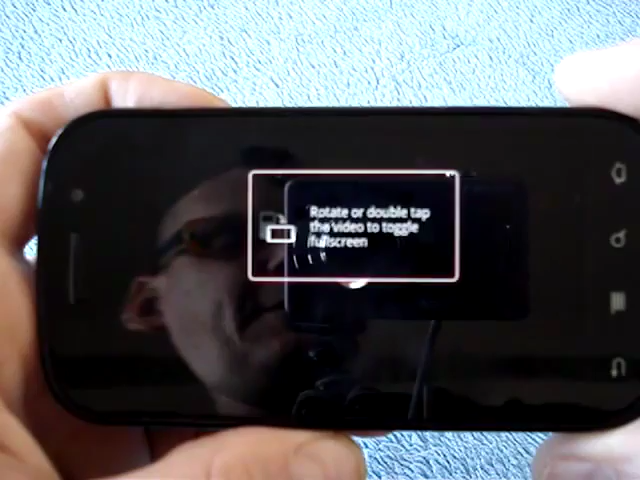 Rotate or double tap
the video to toggle
fullscreen